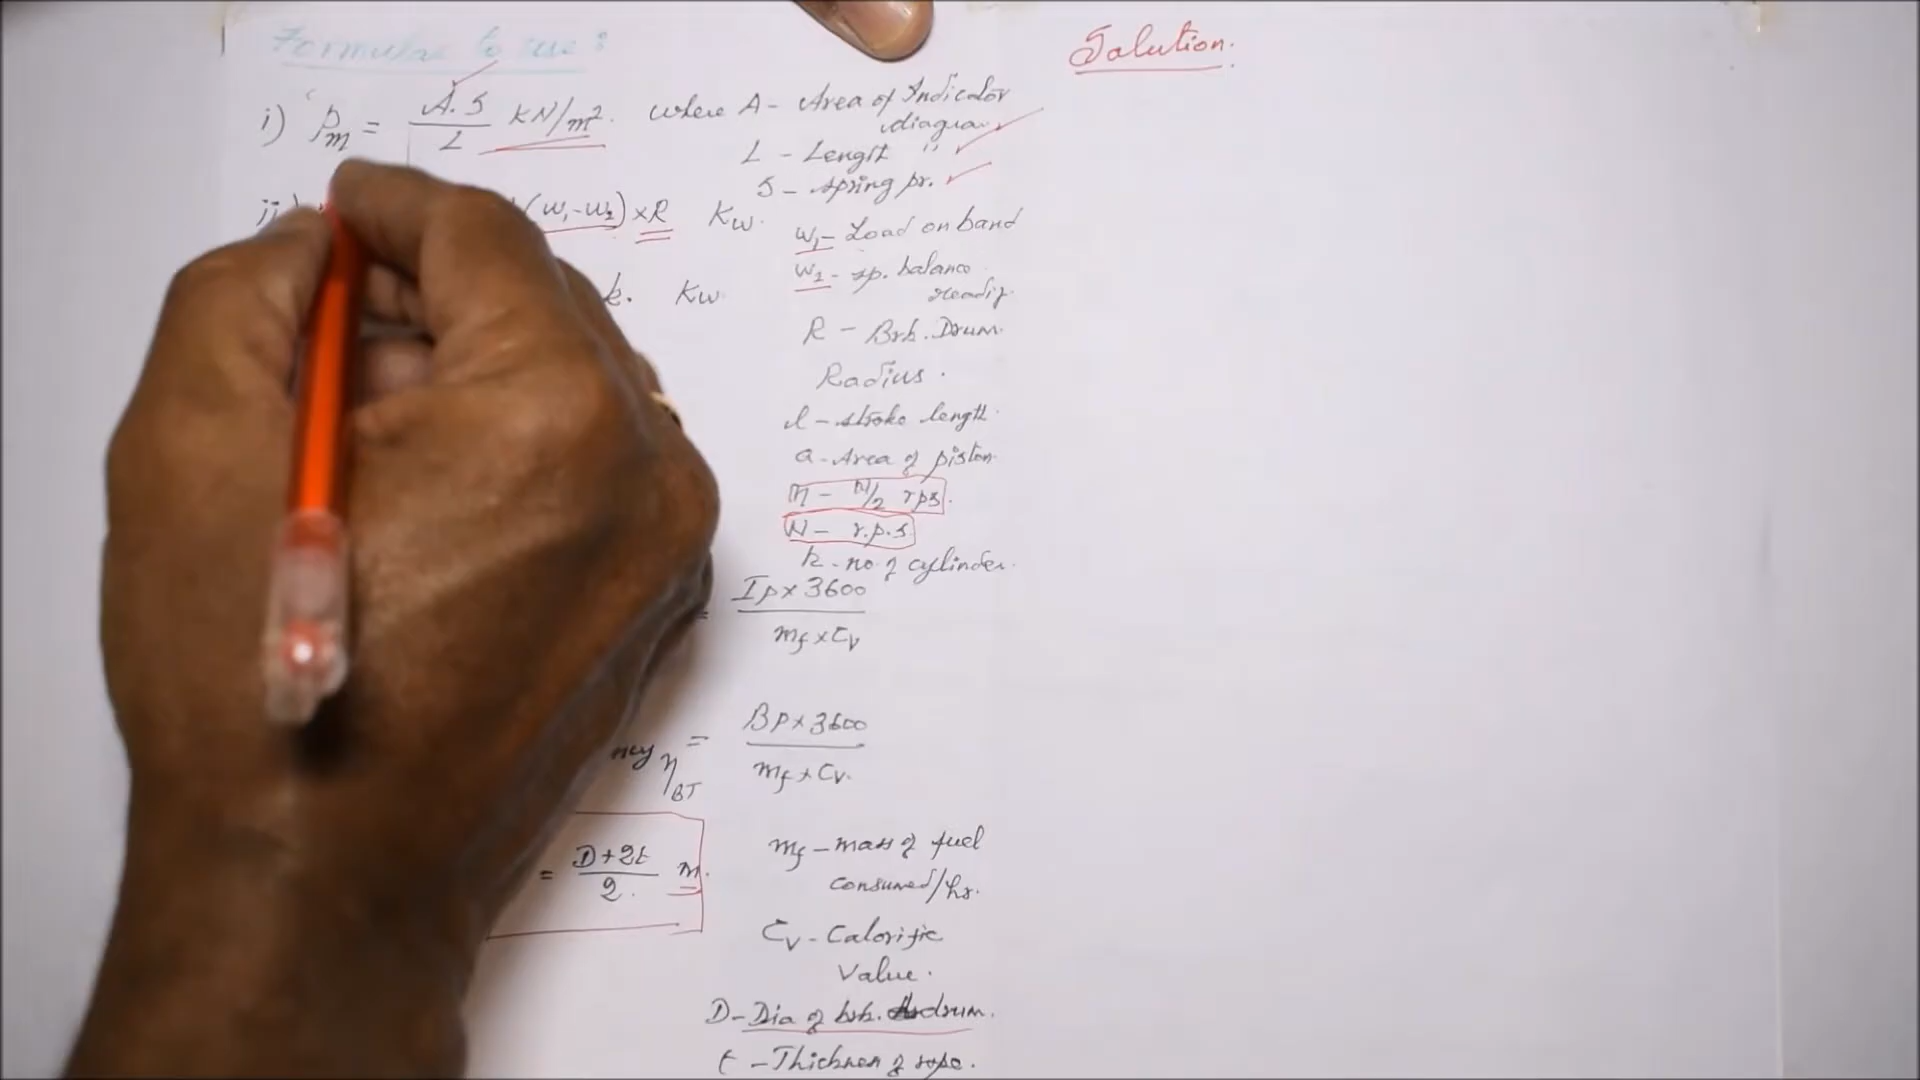 Formulae to use:
Solution.
i) Pm = A.S/L KN/m². where A - Area of Indicator
diagram
L - Length "
S - spring pr.
ii) (W₁-W₂) × R Kw.
W₁ - Load on band
W₂ - sp. balance
k. Kw
R - Brk. Drum.
Radius.
l - stroke length.
a - Area of piston
n - N/2 rps.
N - r.p.s.
k - no. of cylinder.
= Ip × 3600 / mf × Cv
ncy ηBT = BP × 3600 / mf × Cv.
= D+2t / 2. m.
mf - mass of fuel
consumed/hr.
Cv - Calorific
Value.
D - Dia of brk. drum.
t - Thickness of rope.